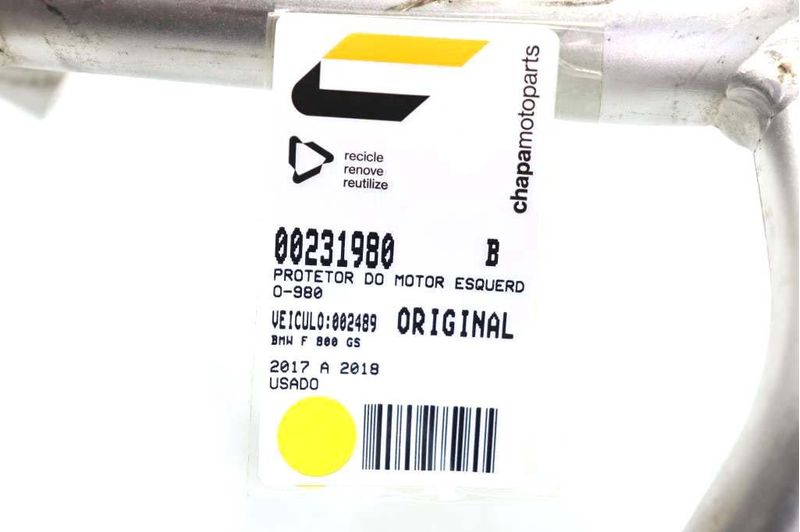 chapamotoparts
recicle
renove
reutilize
00231980 B
PROTETOR DO MOTOR ESQUERD
O-980
VEICULO:002489 ORIGINAL
BMW F 800 GS
2017 A 2018
USADO